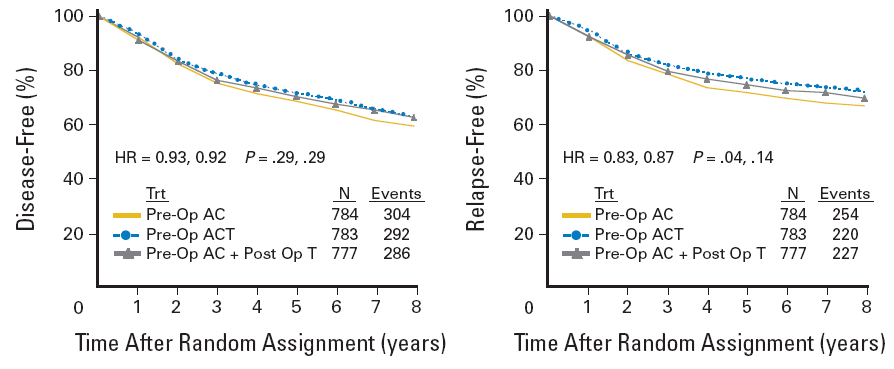 Disease-Free (%)
100
80
60
40
20
0
HR = 0.93, 0.92 P = .29, .29
Trt N Events
Pre-Op AC 784 304
Pre-Op ACT 783 292
Pre-Op AC + Post Op T 777 286
1 2 3 4 5 6 7 8
Time After Random Assignment (years)
Relapse-Free (%)
100
80
60
40
20
0
HR = 0.83, 0.87 P = .04, .14
Trt N Events
Pre-Op AC 784 254
Pre-Op ACT 783 220
Pre-Op AC + Post Op T 777 227
1 2 3 4 5 6 7 8
Time After Random Assignment (years)